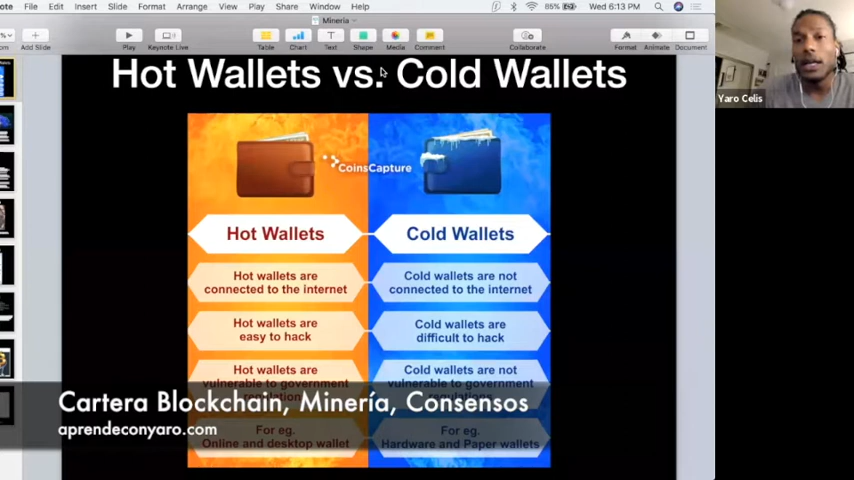 ote File Edit Insert Slide Format Arrange View Play Share Window Help 85% Wed 6:13 PM
Minería
Add Slide Play Keynote Live Table Chart Text Shape Media Comment Collaborate Format Animate Document
Hot Wallets vs. Cold Wallets
Yaro Celis
CoinsCapture
Hot Wallets
Cold Wallets
Hot wallets are
connected to the internet
Cold wallets are not
connected to the internet
Hot wallets are
easy to hack
Cold wallets are
difficult to hack
Hot wallets are
vulnerable to government
regulations
Cold wallets are not
vulnerable to government
regulations
Cartera Blockchain, Minería, Consensos
aprendeconyaro.com
For eg.
Online and desktop wallet
For eg.
Hardware and Paper wallets